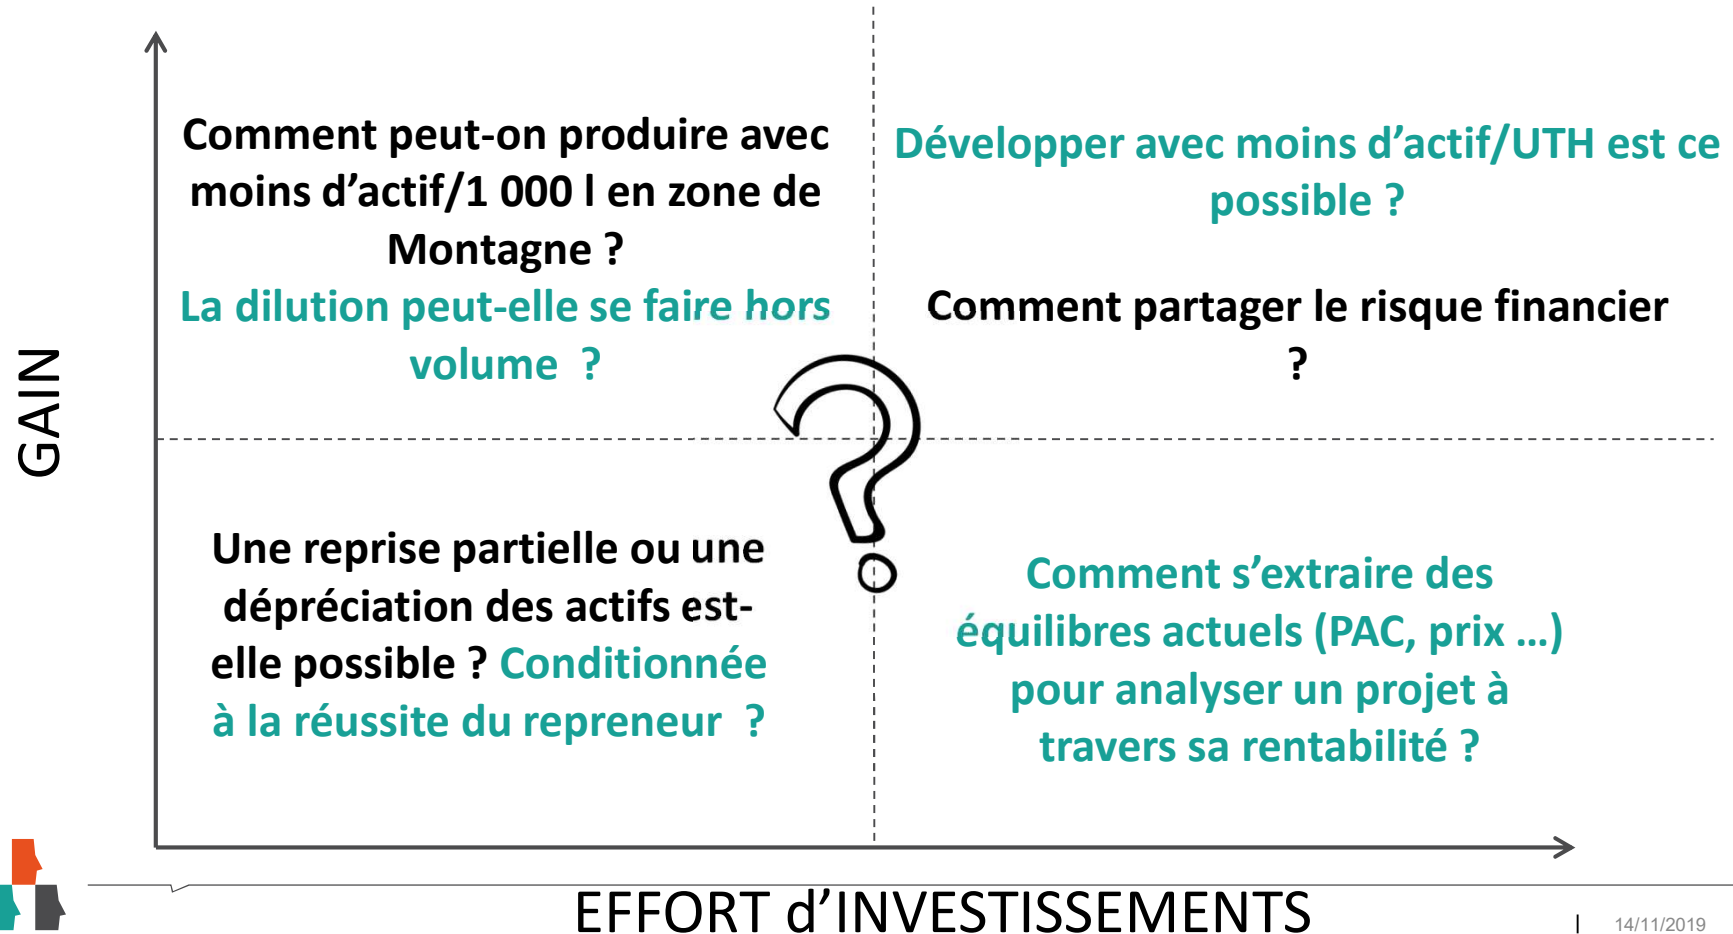 GAIN
Comment peut-on produire avec
moins d’actif/1 000 l en zone de
Montagne ?
La dilution peut-elle se faire hors
volume ?
Développer avec moins d’actif/UTH est ce
possible ?
Comment partager le risque financier
?
?
Une reprise partielle ou une
dépréciation des actifs est-
elle possible ? Conditionnée
à la réussite du repreneur ?
Comment s’extraire des
équilibres actuels (PAC, prix …)
pour analyser un projet à
travers sa rentabilité ?
EFFORT d’INVESTISSEMENTS
| 14/11/2019